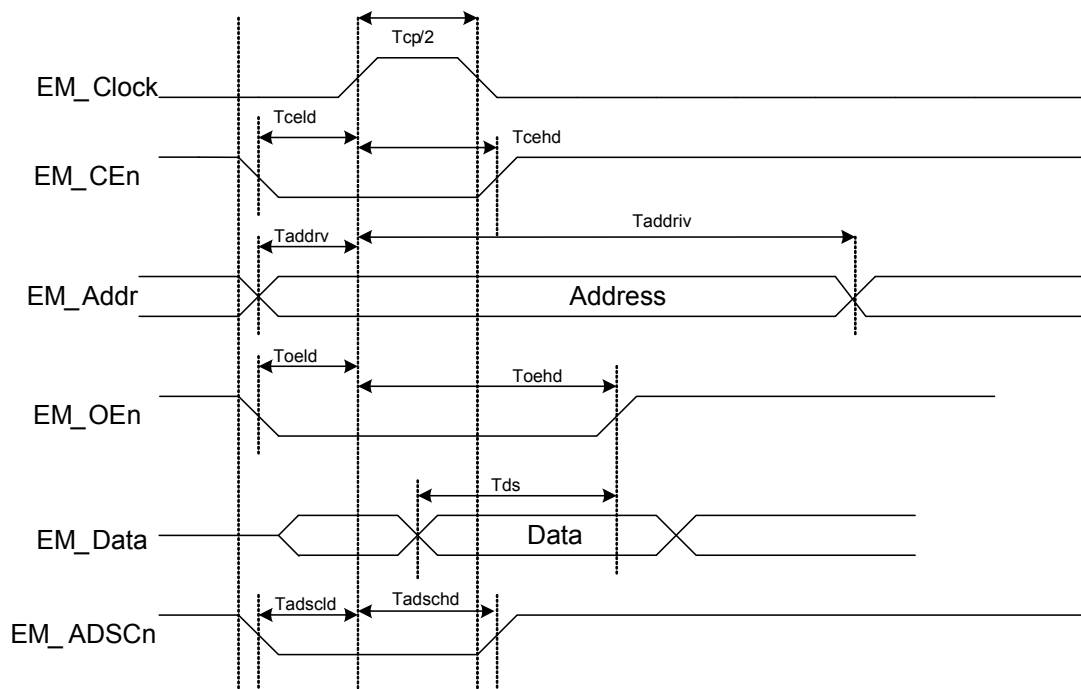 Tcp/2
EM_Clock
Tceld
Tcehd
EM_CEn
Taddrv
Taddriv
EM_Addr
Address
Toeld
Toehd
EM_OEn
Tds
EM_Data
Data
Tadscld
Tadschd
EM_ADSCn